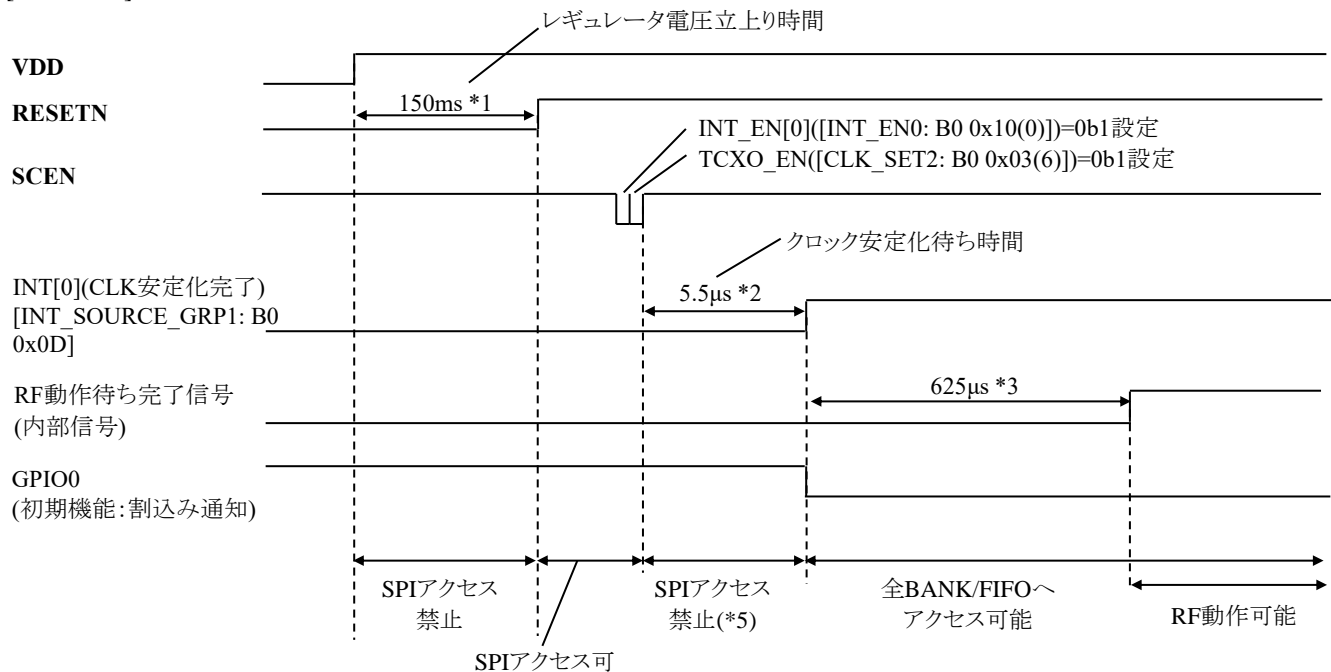 レギュレータ電圧立上り時間
VDD
150ms *1
RESETN
INT_EN[0]([INT_EN0: B0 0x10(0)])=0b1設定
TCXO_EN([CLK_SET2: B0 0x03(6)])=0b1設定
SCEN
クロック安定化待ち時間
INT[0](CLK安定化完了)
[INT_SOURCE_GRP1: B0
0x0D]
5.5μs *2
RF動作待ち完了信号
(内部信号)
625μs *3
GPIO0
(初期機能:割込み通知)
SPIアクセス
禁止
SPIアクセス可
SPIアクセス
禁止(*5)
全BANK/FIFOへ
アクセス可能
RF動作可能